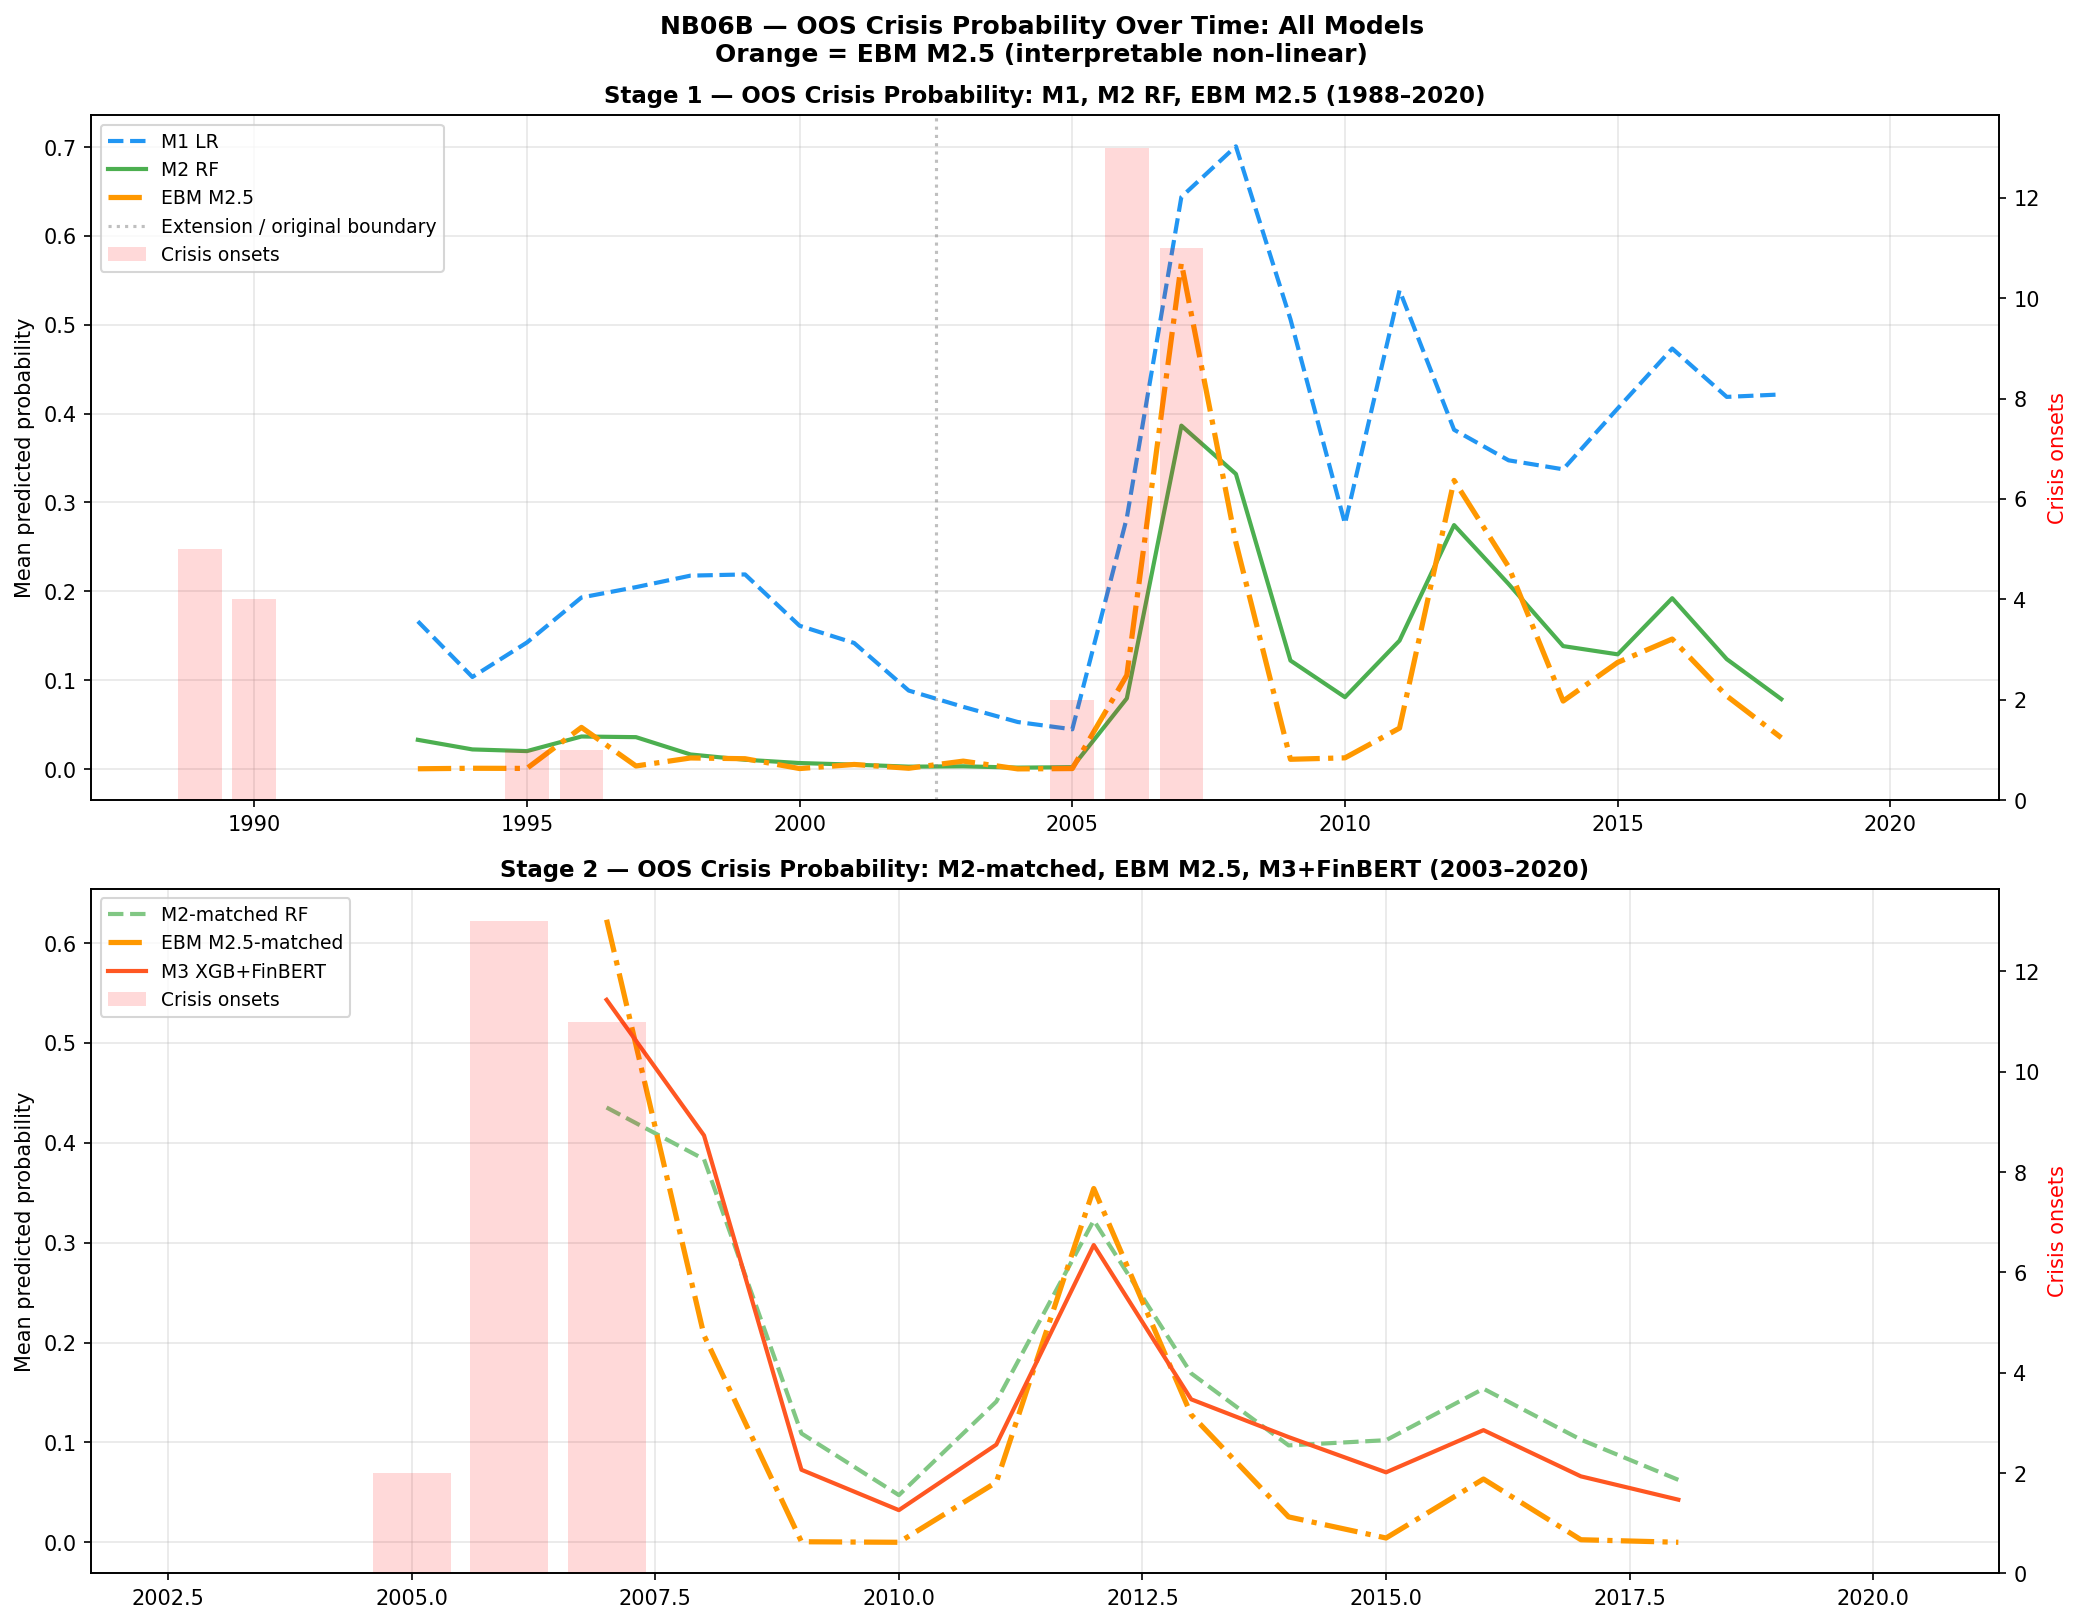 NB06B — OOS Crisis Probability Over Time: All Models
Orange = EBM M2.5 (interpretable non-linear)
Stage 1 — OOS Crisis Probability: M1, M2 RF, EBM M2.5 (1988–2020)
M1 LR
M2 RF
EBM M2.5
Extension / original boundary
Crisis onsets
Mean predicted probability
0.7
0.6
0.5
0.4
0.3
0.2
0.1
0.0
12
10
8
6
4
2
0
Crisis onsets
1990
1995
2000
2005
2010
2015
2020
Stage 2 — OOS Crisis Probability: M2-matched, EBM M2.5, M3+FinBERT (2003–2020)
M2-matched RF
EBM M2.5-matched
M3 XGB+FinBERT
Crisis onsets
Mean predicted probability
0.6
0.5
0.4
0.3
0.2
0.1
0.0
12
10
8
6
4
2
0
Crisis onsets
2002.5
2005.0
2007.5
2010.0
2012.5
2015.0
2017.5
2020.0